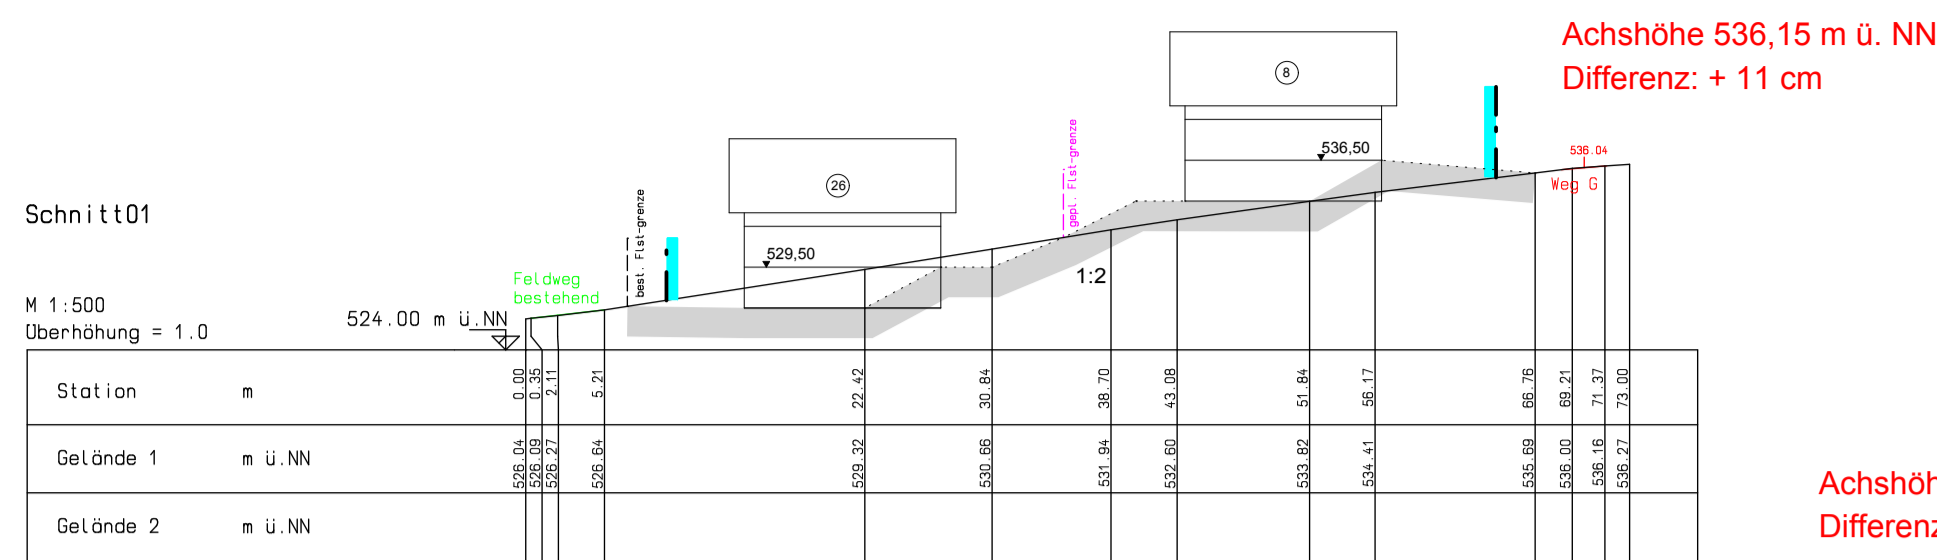 Achshöhe 536,15 m ü. NN
Differenz: + 11 cm
8
536,50
536.04
Weg G
gepl. Flst-grenze
26
529,50
best. Flst-grenze
1:2
Schnitt01
Feldweg
bestehend
M 1:500
Überhöhung = 1.0
524.00 m ü.NN
Station m 0.00 0.35 2.11 5.21 22.42 30.84 38.70 43.08 51.84 56.17 66.76 69.21 71.37 73.00
Gelände 1 m ü.NN 526.04 526.09 526.27 526.64 529.32 530.66 531.94 532.60 533.82 534.41 535.69 536.00 536.16 536.27
Gelände 2 m ü.NN
Achshöh
Differenz